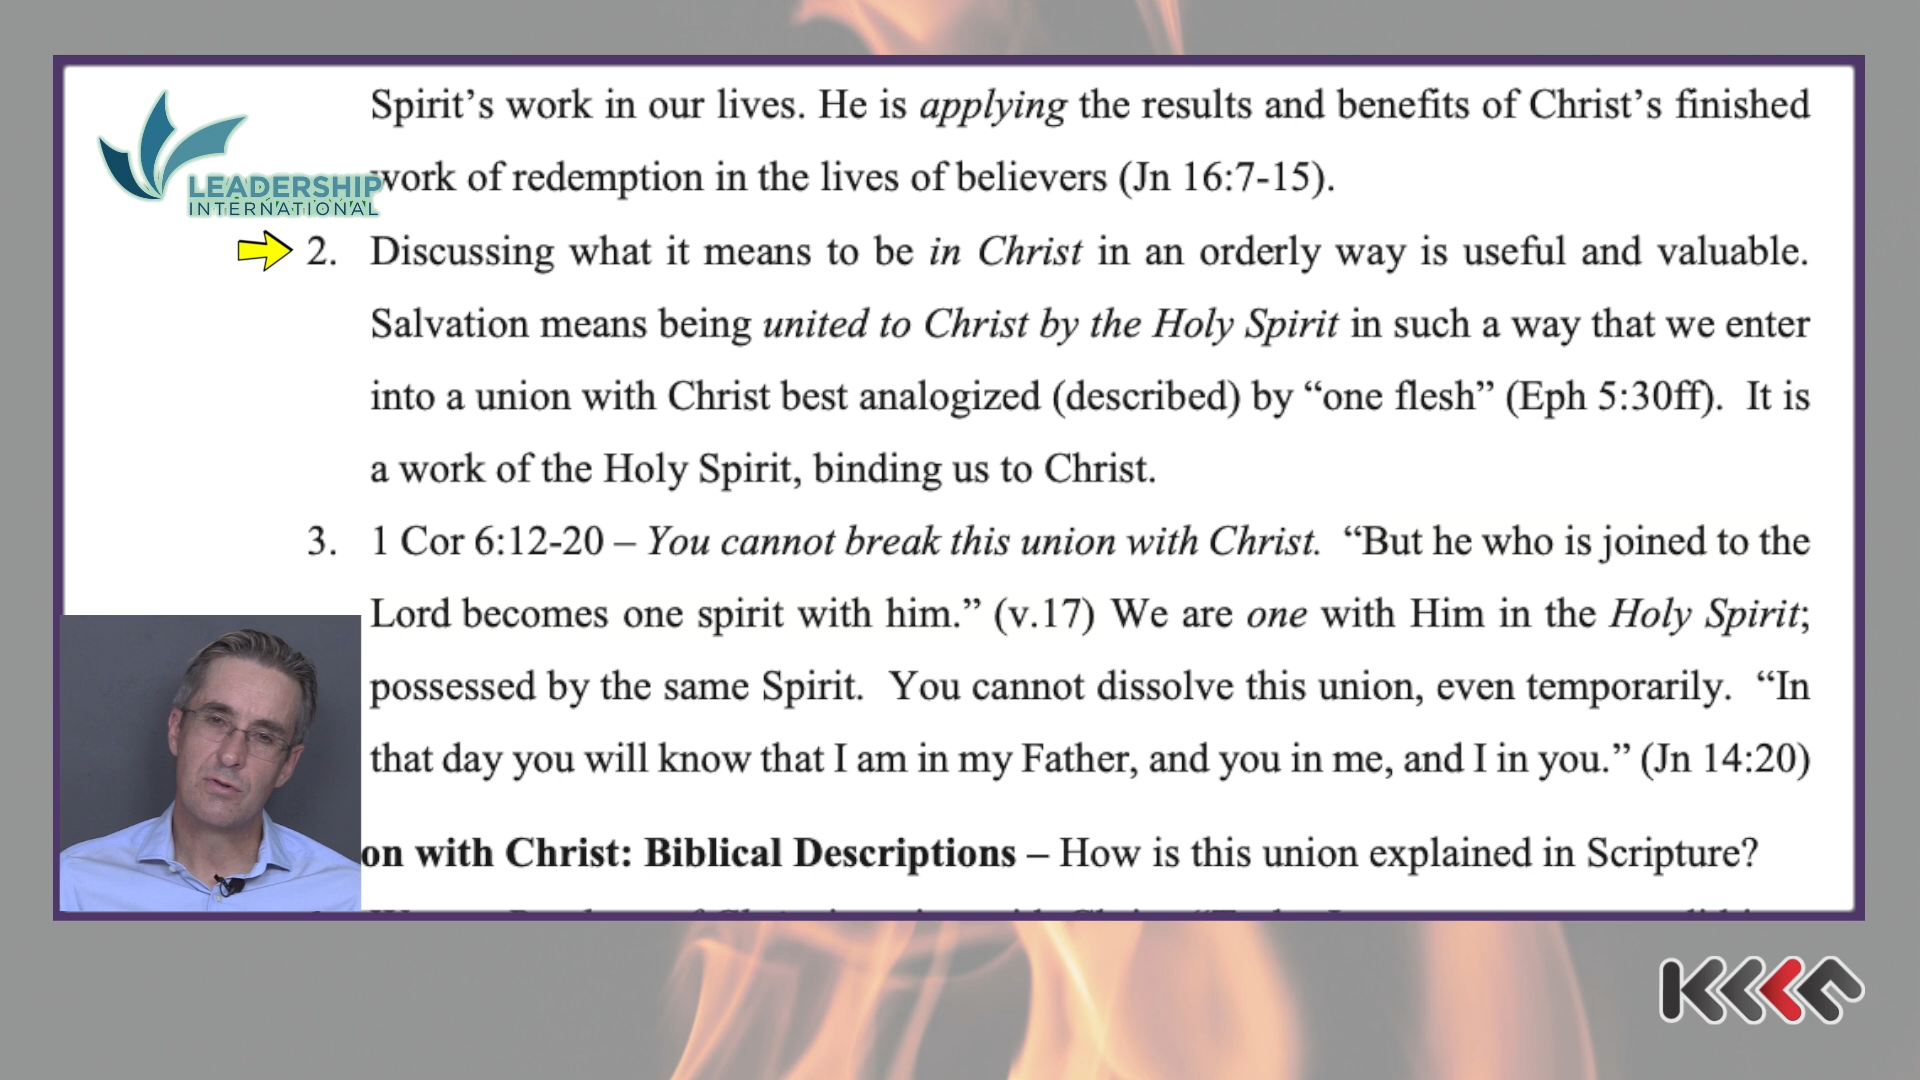 Spirit’s work in our lives. He is applying the results and benefits of Christ’s finished
work of redemption in the lives of believers (Jn 16:7-15).
LEADERSHIP
INTERNATIONAL
2. Discussing what it means to be in Christ in an orderly way is useful and valuable.
Salvation means being united to Christ by the Holy Spirit in such a way that we enter
into a union with Christ best analogized (described) by “one flesh” (Eph 5:30ff). It is
a work of the Holy Spirit, binding us to Christ.
3. 1 Cor 6:12-20 – You cannot break this union with Christ. “But he who is joined to the
Lord becomes one spirit with him.” (v.17) We are one with Him in the Holy Spirit;
possessed by the same Spirit. You cannot dissolve this union, even temporarily. “In
that day you will know that I am in my Father, and you in me, and I in you.” (Jn 14:20)
on with Christ: Biblical Descriptions – How is this union explained in Scripture?